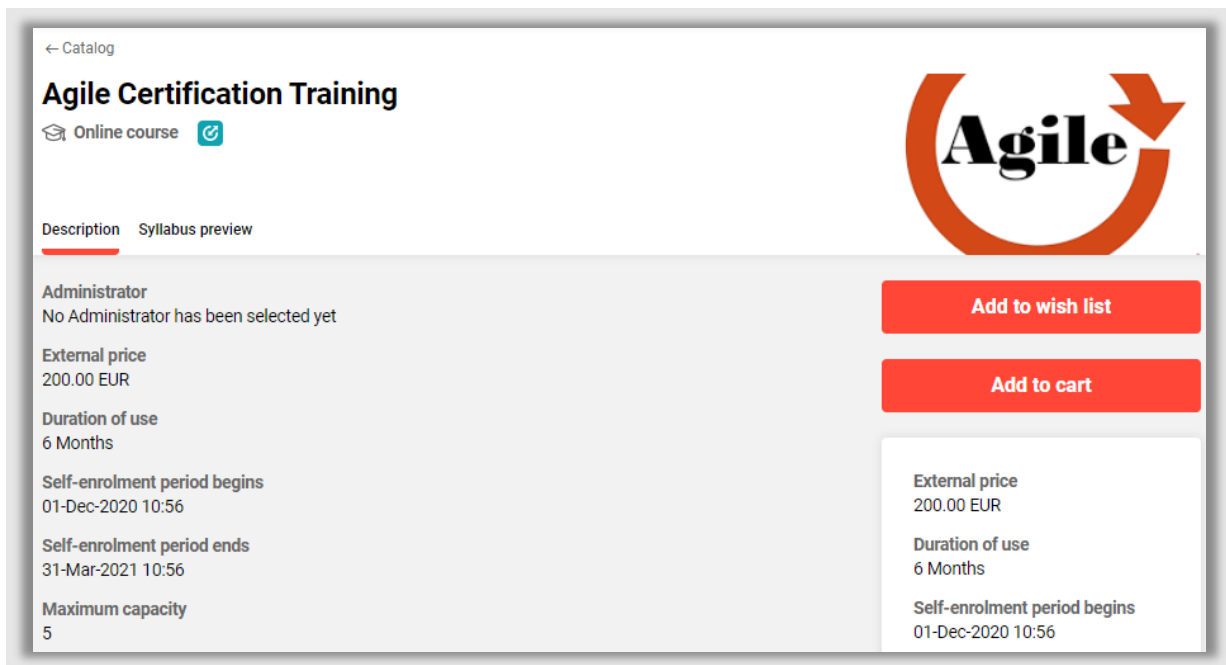 ← Catalog
Agile Certification Training
Online course
Agile
Description Syllabus preview
Administrator
No Administrator has been selected yet
External price
200.00 EUR
Duration of use
6 Months
Self-enrolment period begins
01-Dec-2020 10:56
Self-enrolment period ends
31-Mar-2021 10:56
Maximum capacity
5
Add to wish list
Add to cart
External price
200.00 EUR
Duration of use
6 Months
Self-enrolment period begins
01-Dec-2020 10:56